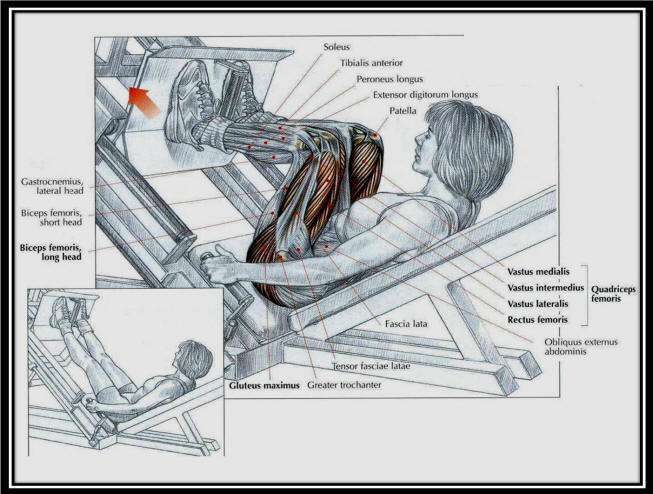 Soleus
Tibialis anterior
Peroneus longus
Extensor digitorum longus
Patella
Gastrocnemius,
lateral head
Biceps femoris,
short head
Biceps femoris,
long head
Vastus medialis
Vastus intermedius
Vastus lateralis
Rectus femoris
Quadriceps
femoris
Obliquus externus
abdominis
Fascia lata
Tensor fasciae latae
Gluteus maximus
Greater trochanter